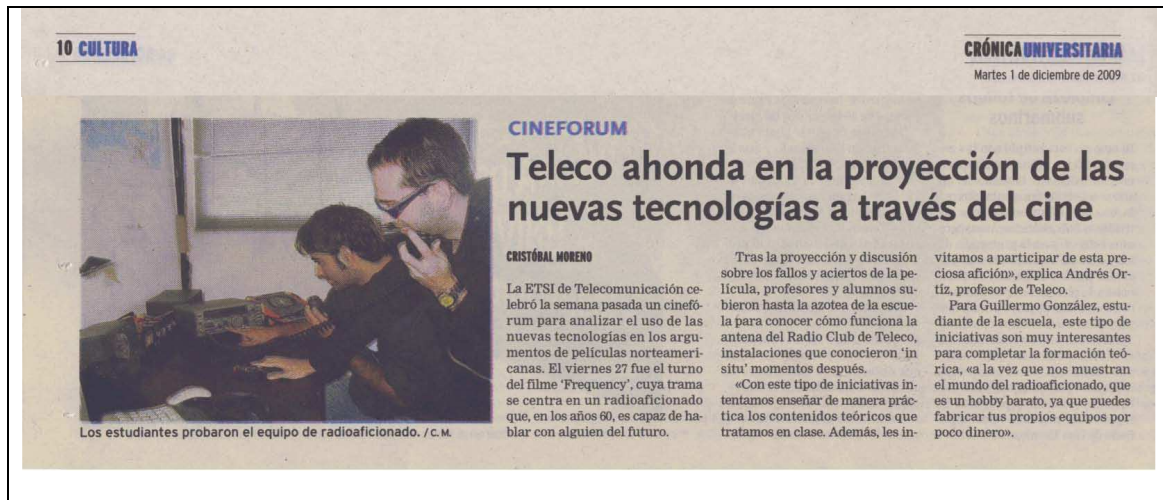 10 CULTURA
CRÓNICA UNIVERSITARIA
Martes 1 de diciembre de 2009
CINEFORUM
Teleco ahonda en la proyección de las
nuevas tecnologías a través del cine
CRISTÓBAL MORENO
La ETSI de Telecomunicación ce-
lebró la semana pasada un cinefó-
rum para analizar el uso de las
nuevas tecnologías en los argu-
mentos de películas norteameri-
canas. El viernes 27 fue el turno
del filme ‘Frequency’, cuya trama
se centra en un radioaficionado
que, en los años 60, es capaz de ha-
blar con alguien del futuro.
Tras la proyección y discusión
sobre los fallos y aciertos de la pe-
lícula, profesores y alumnos su-
bieron hasta la azotea de la escue-
la para conocer cómo funciona la
antena del Radio Club de Teleco,
instalaciones que conocieron ‘in
situ’ momentos después.
«Con este tipo de iniciativas in-
tentamos enseñar de manera prác-
tica los contenidos teóricos que
tratamos en clase. Además, les in-
vitamos a participar de esta pre-
ciosa afición», explica Andrés Or-
tiz, profesor de Teleco.
Para Guillermo González, estu-
diante de la escuela, este tipo de
iniciativas son muy interesantes
para completar la formación teó-
rica, «a la vez que nos muestran
el mundo del radioaficionado, que
es un hobby barato, ya que puedes
fabricar tus propios equipos por
poco dinero».
Los estudiantes probaron el equipo de radioaficionado. / C. M.